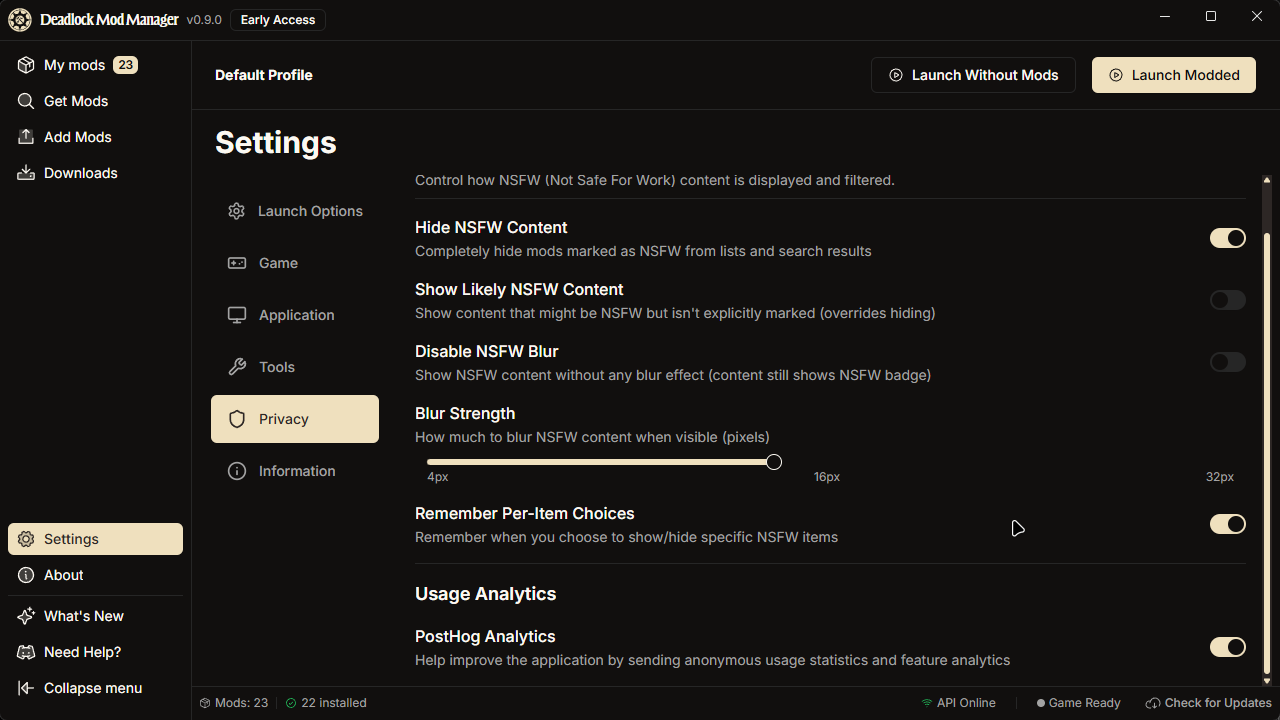 Deadlock Mod Manager v0.9.0 Early Access
My mods 23
Get Mods
Add Mods
Downloads
Settings
About
What's New
Need Help?
Collapse menu
Default Profile
Launch Without Mods
Launch Modded
Settings
Launch Options
Game
Application
Tools
Privacy
Information
Control how NSFW (Not Safe For Work) content is displayed and filtered.
Hide NSFW Content
Completely hide mods marked as NSFW from lists and search results
Show Likely NSFW Content
Show content that might be NSFW but isn't explicitly marked (overrides hiding)
Disable NSFW Blur
Show NSFW content without any blur effect (content still shows NSFW badge)
Blur Strength
How much to blur NSFW content when visible (pixels)
4px 16px 32px
Remember Per-Item Choices
Remember when you choose to show/hide specific NSFW items
Usage Analytics
PostHog Analytics
Help improve the application by sending anonymous usage statistics and feature analytics
Mods: 23 22 installed
API Online Game Ready Check for Updates